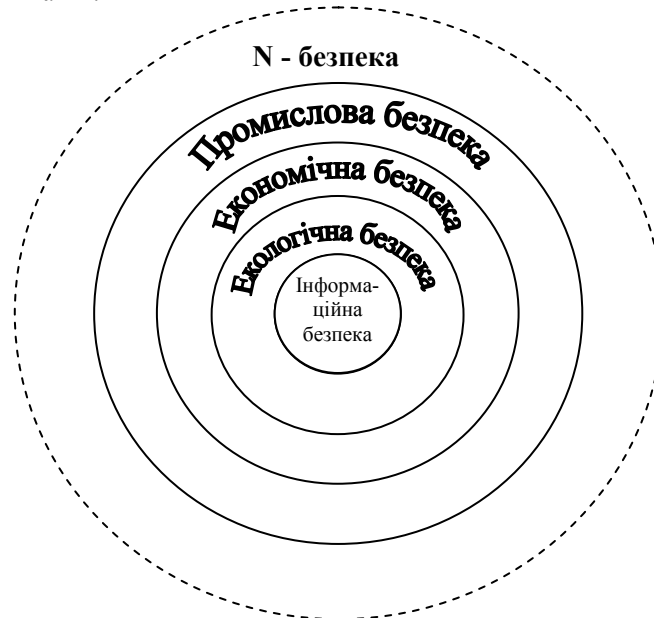 N - безпека
Промислова безпека
Економічна безпека
Екологічна безпека
Інформа-
ційна
безпека